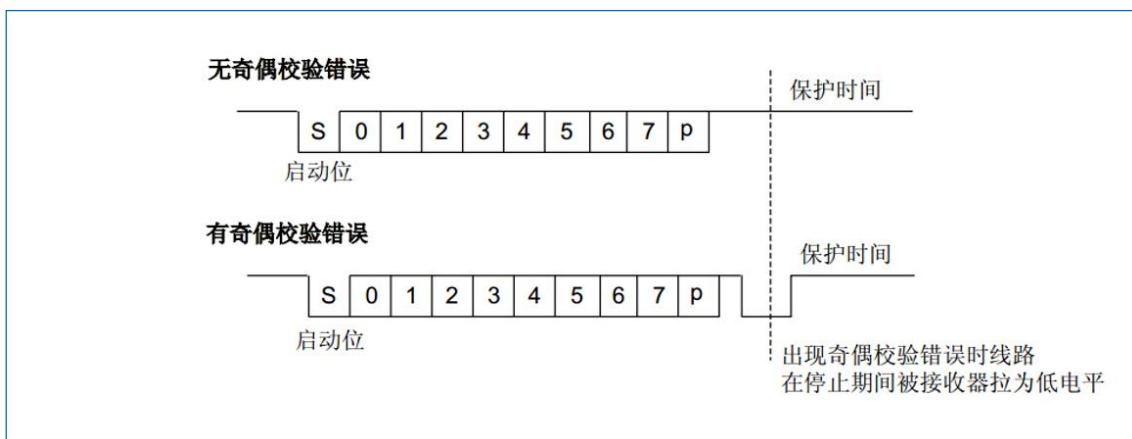 无奇偶校验错误
保护时间
S 0 1 2 3 4 5 6 7 p
启动位
有奇偶校验错误
保护时间
S 0 1 2 3 4 5 6 7 p
启动位
出现奇偶校验错误时线路
在停止期间被接收器拉为低电平